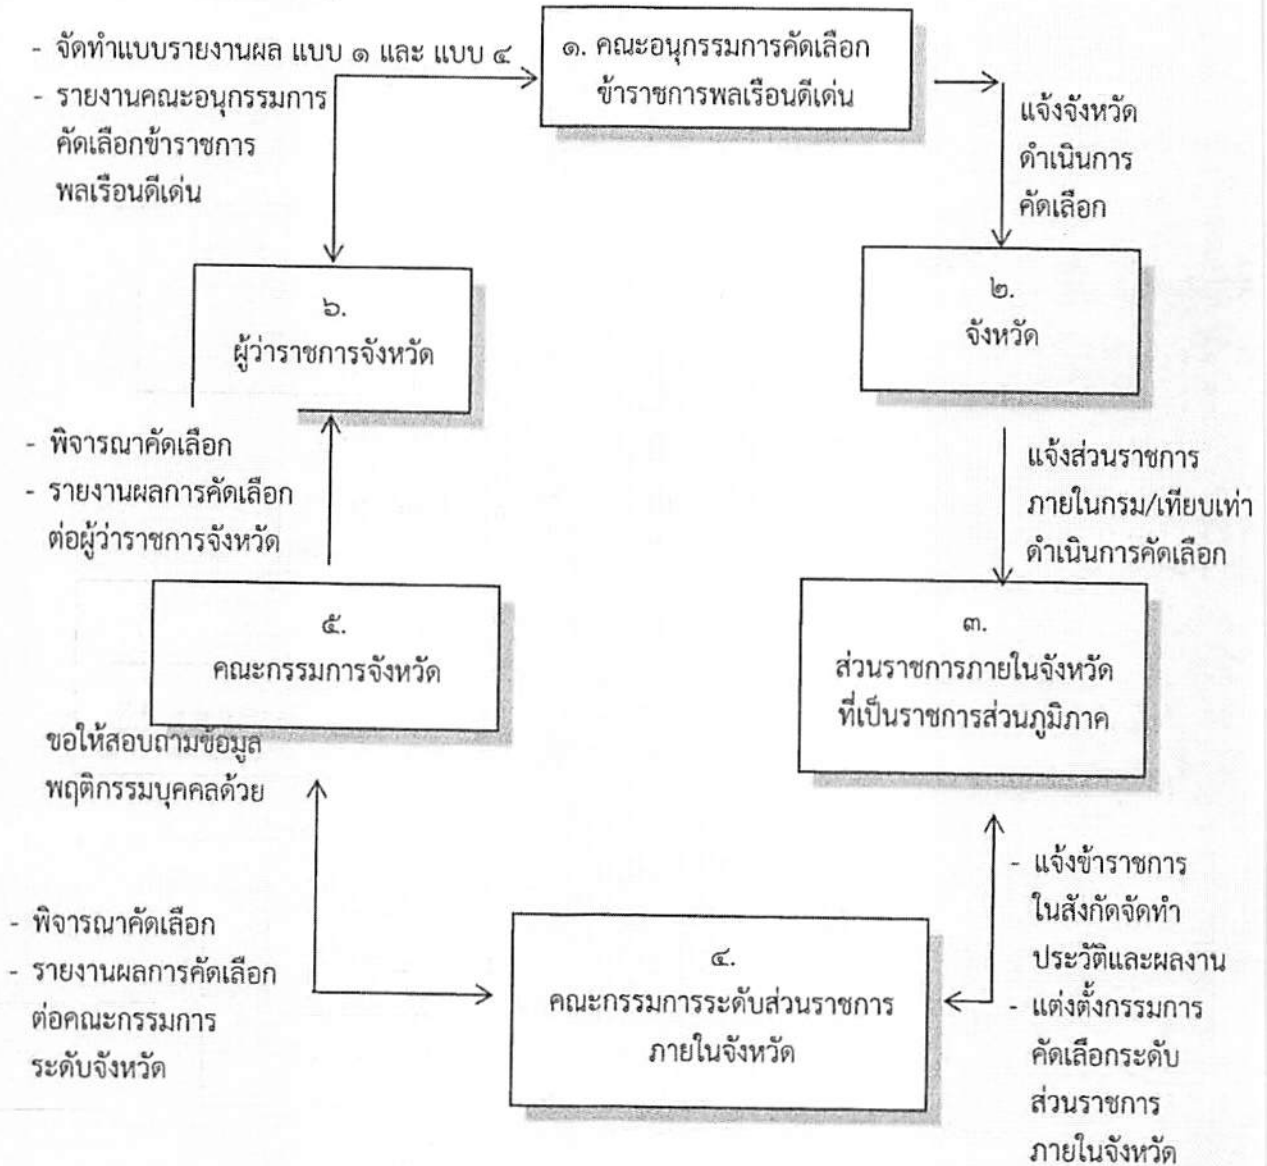 - จัดทำแบบรายงานผล แบบ ๑ และ แบบ ๔
- รายงานคณะอนุกรรมการ
คัดเลือกข้าราชการ
พลเรือนดีเด่น
๑. คณะอนุกรรมการคัดเลือก
ข้าราชการพลเรือนดีเด่น
แจ้งจังหวัด
ดำเนินการ
คัดเลือก
๒.
จังหวัด
แจ้งส่วนราชการ
ภายในกรม/เทียบเท่า
ดำเนินการคัดเลือก
๓.
ส่วนราชการภายในจังหวัด
ที่เป็นราชการส่วนภูมิภาค
- แจ้งข้าราชการ
ในสังกัดจัดทำ
ประวัติและผลงาน
- แต่งตั้งกรรมการ
คัดเลือกระดับ
ส่วนราชการ
ภายในจังหวัด
๔.
คณะกรรมการระดับส่วนราชการ
ภายในจังหวัด
- พิจารณาคัดเลือก
- รายงานผลการคัดเลือก
ต่อคณะกรรมการ
ระดับจังหวัด
๕.
คณะกรรมการจังหวัด
ขอให้สอบถามข้อมูล
พฤติกรรมบุคคลด้วย
- พิจารณาคัดเลือก
- รายงานผลการคัดเลือก
ต่อผู้ว่าราชการจังหวัด
๖.
ผู้ว่าราชการจังหวัด